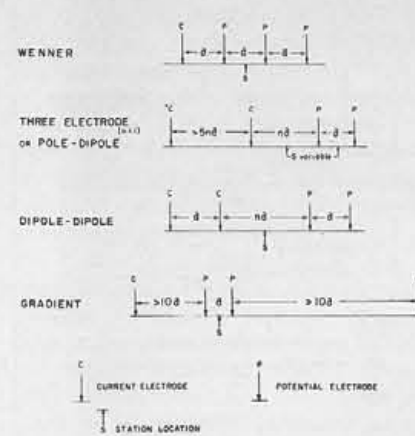 C P P P
WENNER
a a a
S
C C P P
THREE ELECTRODE
OR POLE-DIPOLE
>5na na a
S variable
C C P P
DIPOLE-DIPOLE
a na a
S
C P P
GRADIENT
>10a a >10a
S
C P
CURRENT ELECTRODE POTENTIAL ELECTRODE
S STATION LOCATION